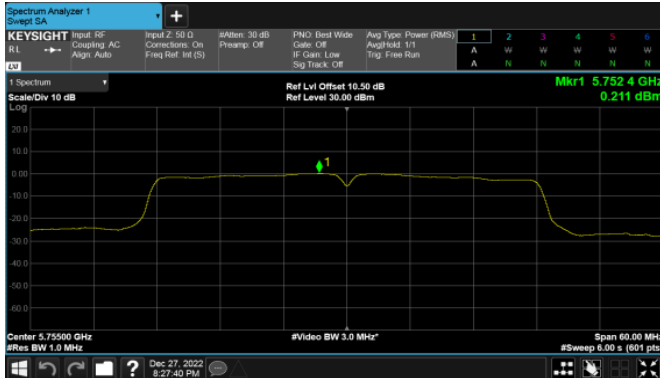 Spectrum Analyzer 1
Swept SA
KEYSIGHT
RL
LXI
Input: RF
Coupling: AC
Align: Auto
Input Z: 50 Ω
Corrections: On
Freq Ref: Int (S)
#Atten: 30 dB
Preamp: Off
PNO: Best Wide
Gate: Off
IF Gain: Low
Sig Track: Off
Avg Type: Power (RMS)
Avg|Hold: 1/1
Trig: Free Run
1 2 3 4 5 6
A W W W W W
A N N N N N
1 Spectrum
Scale/Div 10 dB
Log
Ref Lvl Offset 10.50 dB
Ref Level 30.00 dBm
Mkr1 5.752 4 GHz
0.211 dBm
20.0
10.0
0.00
-10.0
-20.0
-30.0
-40.0
-50.0
-60.0
1
Center 5.75500 GHz
#Res BW 1.0 MHz
#Video BW 3.0 MHz*
Span 60.00 MHz
#Sweep 6.00 s (601 pts)
?
Dec 27, 2022
8:27:40 PM